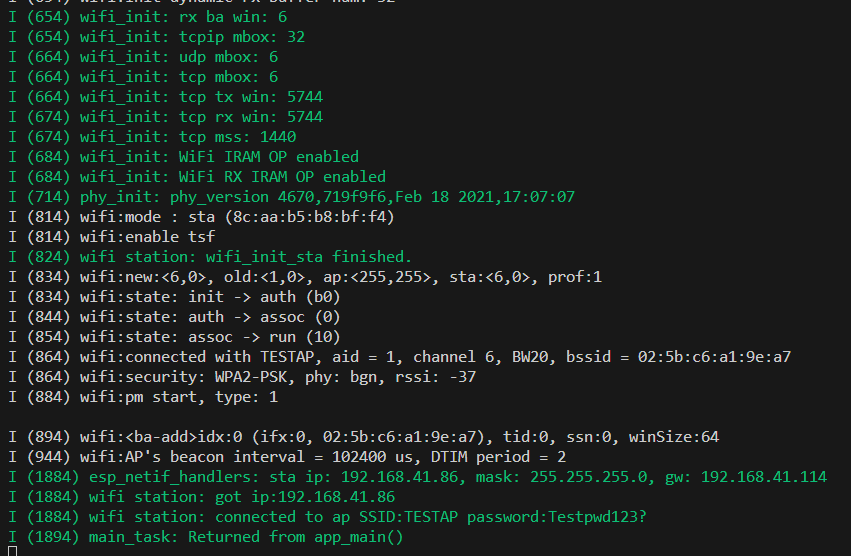 I (654) wifi_init: rx ba win: 6
I (654) wifi_init: tcpip mbox: 32
I (664) wifi_init: udp mbox: 6
I (664) wifi_init: tcp mbox: 6
I (664) wifi_init: tcp tx win: 5744
I (674) wifi_init: tcp rx win: 5744
I (674) wifi_init: tcp mss: 1440
I (684) wifi_init: WiFi IRAM OP enabled
I (684) wifi_init: WiFi RX IRAM OP enabled
I (714) phy_init: phy_version 4670,719f9f6,Feb 18 2021,17:07:07
I (814) wifi:mode : sta (8c:aa:b5:b8:bf:f4)
I (814) wifi:enable tsf
I (824) wifi station: wifi_init_sta finished.
I (834) wifi:new:<6,0>, old:<1,0>, ap:<255,255>, sta:<6,0>, prof:1
I (834) wifi:state: init -> auth (b0)
I (844) wifi:state: auth -> assoc (0)
I (854) wifi:state: assoc -> run (10)
I (864) wifi:connected with TESTAP, aid = 1, channel 6, BW20, bssid = 02:5b:c6:a1:9e:a7
I (864) wifi:security: WPA2-PSK, phy: bgn, rssi: -37
I (884) wifi:pm start, type: 1
I (894) wifi:<ba-add>idx:0 (ifx:0, 02:5b:c6:a1:9e:a7), tid:0, ssn:0, winSize:64
I (944) wifi:AP's beacon interval = 102400 us, DTIM period = 2
I (1884) esp_netif_handlers: sta ip: 192.168.41.86, mask: 255.255.255.0, gw: 192.168.41.114
I (1884) wifi station: got ip:192.168.41.86
I (1884) wifi station: connected to ap SSID:TESTAP password:Testpwd123?
I (1894) main_task: Returned from app_main()